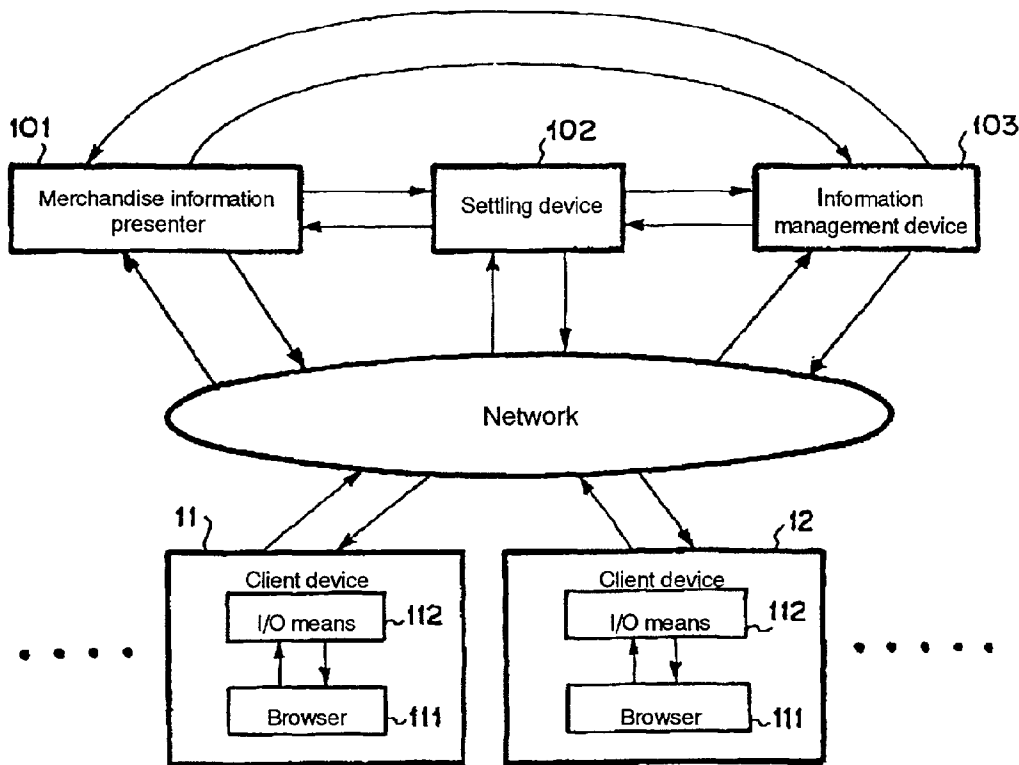 101
102
103
Merchandise information
presenter
Settling device
Information
management device
Network
11
12
Client device
I/O means
112
Browser
111
Client device
I/O means
112
Browser
111